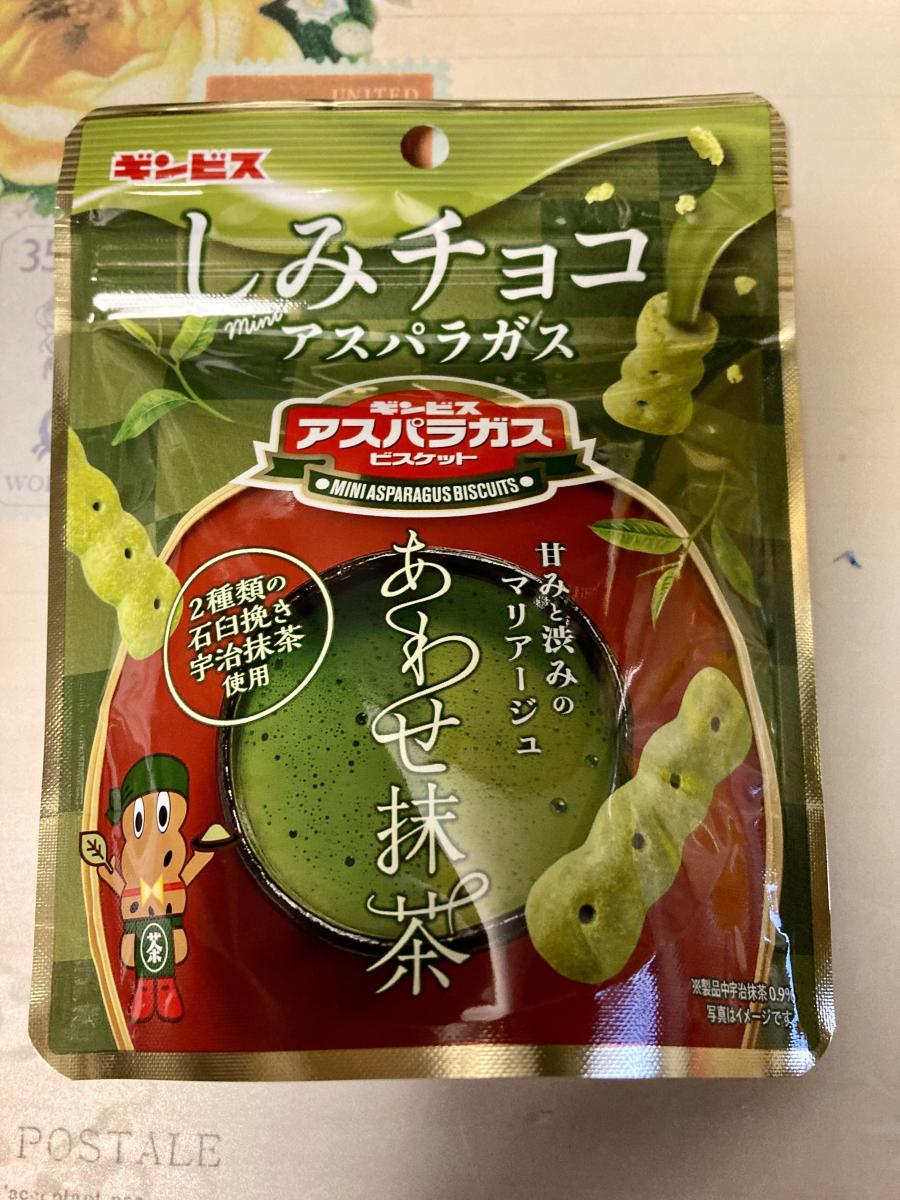 UNITED
35
ギンビス
しみチョコ
mini
アスパラガス
ギンビス
アスパラガス
ビスケット
MINI ASPARAGUS BISCUITS
甘みと渋みの
マリアージュ
あわせ抹茶
2種類の
石臼挽き
宇治抹茶
使用
茶
※製品中宇治抹茶0.9%
写真はイメージです
POSTALE